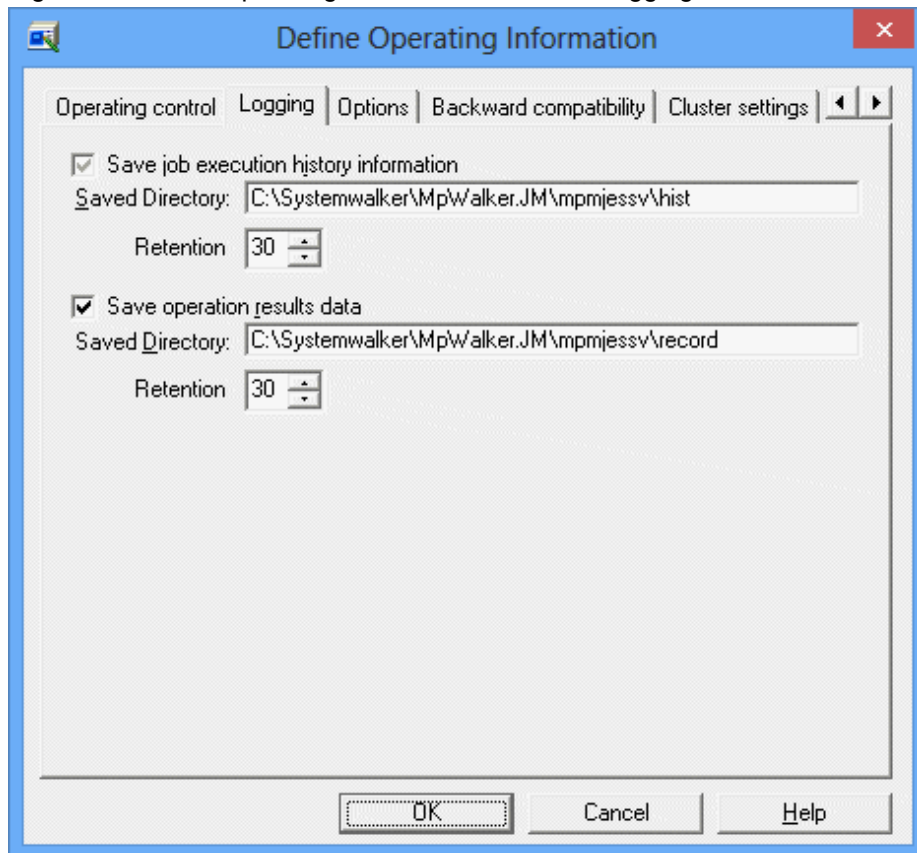 Define Operating Information
Operating control Logging Options Backward compatibility Cluster settings
Save job execution history information
Saved Directory: C:\Systemwalker\MpWalker.JM\mpmjessv\hist
Retention 30
Save operation results data
Saved Directory: C:\Systemwalker\MpWalker.JM\mpmjessv\record
Retention 30
OK Cancel Help